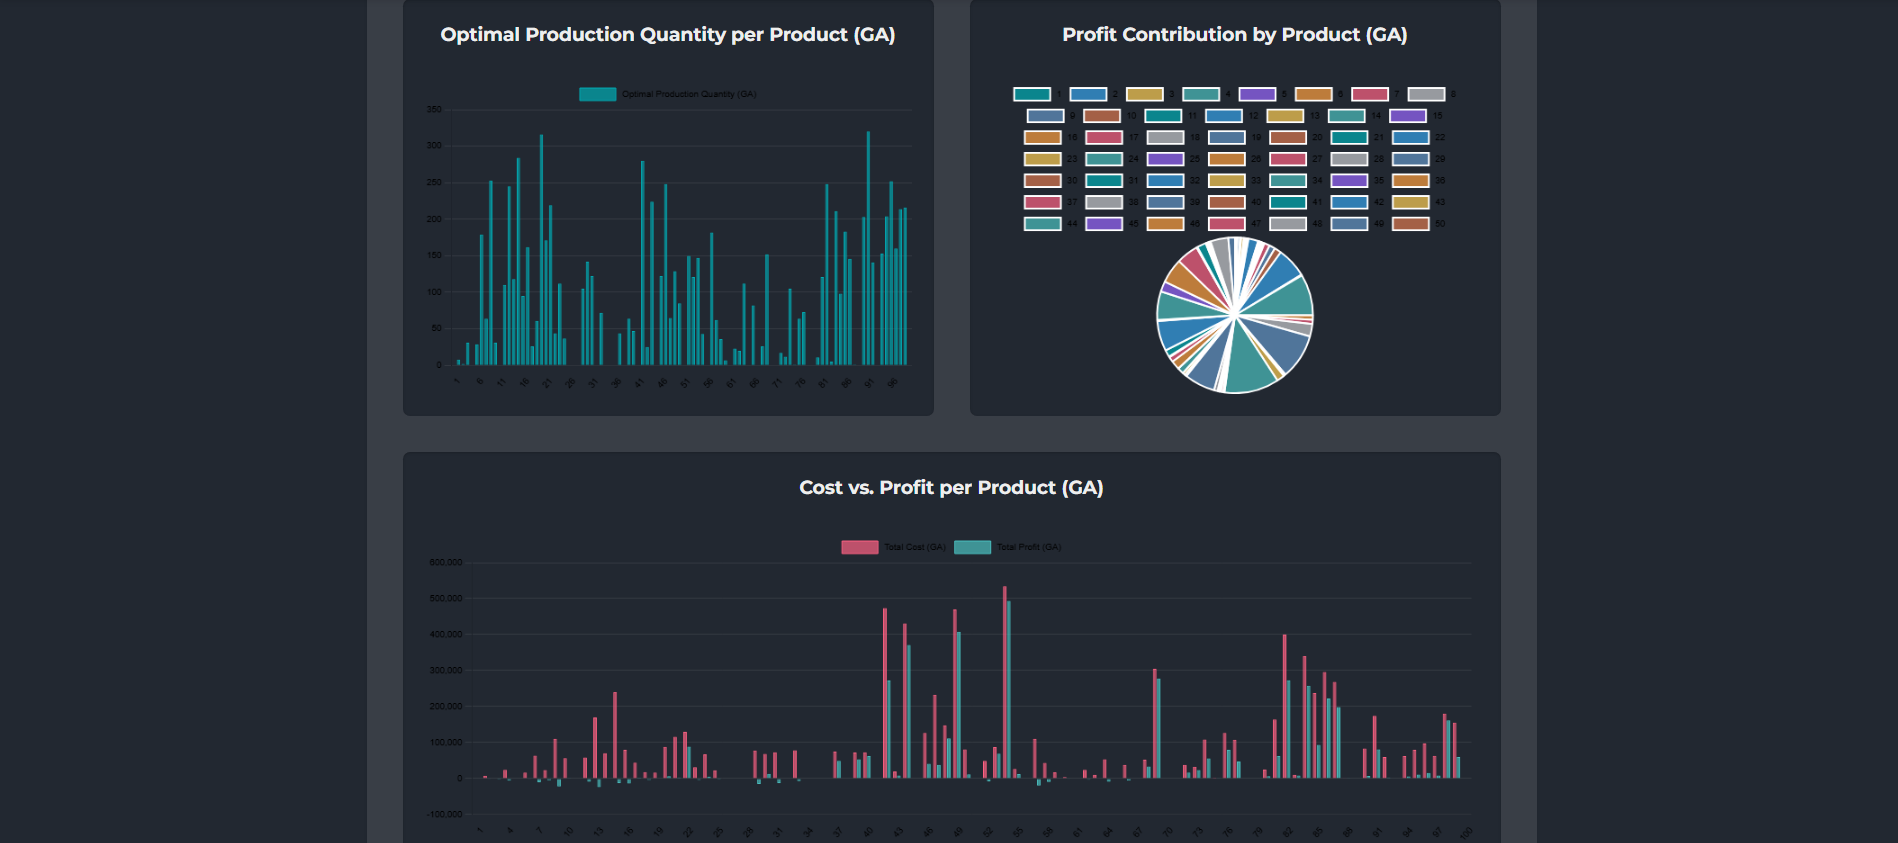 Optimal Production Quantity per Product (GA)
Optimal Production Quantity (GA)
350
300
250
200
150
100
50
0
1 6 11 16 21 26 31 36 41 46 51 56 61 66 71 76 81 86 91 96
Profit Contribution by Product (GA)
1 2 3 4 5 6 7 8
9 10 11 12 13 14 15
16 17 18 19 20 21 22
23 24 25 26 27 28 29
30 31 32 33 34 35 36
37 38 39 40 41 42 43
44 45 46 47 48 49 50
Cost vs. Profit per Product (GA)
Total Cost (GA) Total Profit (GA)
600,000
500,000
400,000
300,000
200,000
100,000
0
-100,000
1 4 7 10 13 16 19 22 25 28 31 34 37 40 43 46 49 52 55 58 61 64 67 70 73 76 79 82 85 88 91 94 97 100